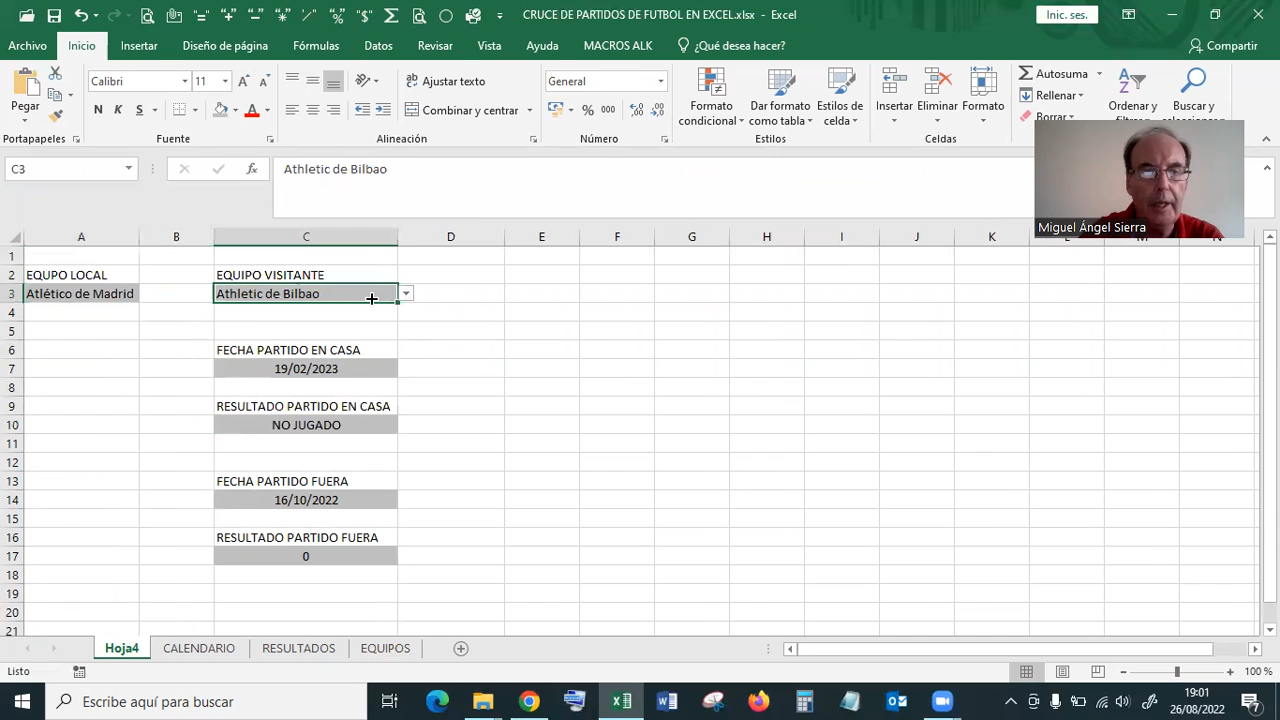 CRUCE DE PARTIDOS DE FUTBOL EN EXCEL.xlsx - Excel
Inic. ses.
Archivo Inicio Insertar Diseño de página Fórmulas Datos Revisar Vista Ayuda MACROS ALK ¿Qué desea hacer? Compartir
Pegar
Calibri 11
N K S
Ajustar texto
Combinar y centrar
General
% 000
Formato condicional
Dar formato como tabla
Estilos de celda
Insertar
Eliminar
Formato
Autosuma
Rellenar
Borrar
Ordenar y
Buscar y
Portapapeles Fuente Alineación Número Estilos Celdas
C3
fx
Athletic de Bilbao
Miguel Ángel Sierra
A B C D E F G H I J K
1
2 EQUPO LOCAL EQUIPO VISITANTE
3 Atlético de Madrid Athletic de Bilbao
4
5
6 FECHA PARTIDO EN CASA
7 19/02/2023
8
9 RESULTADO PARTIDO EN CASA
10 NO JUGADO
11
12
13 FECHA PARTIDO FUERA
14 16/10/2022
15
16 RESULTADO PARTIDO FUERA
17 0
18
19
20
21
Hoja4 CALENDARIO RESULTADOS EQUIPOS
Listo
100 %
Escribe aquí para buscar
19:01
26/08/2022
7